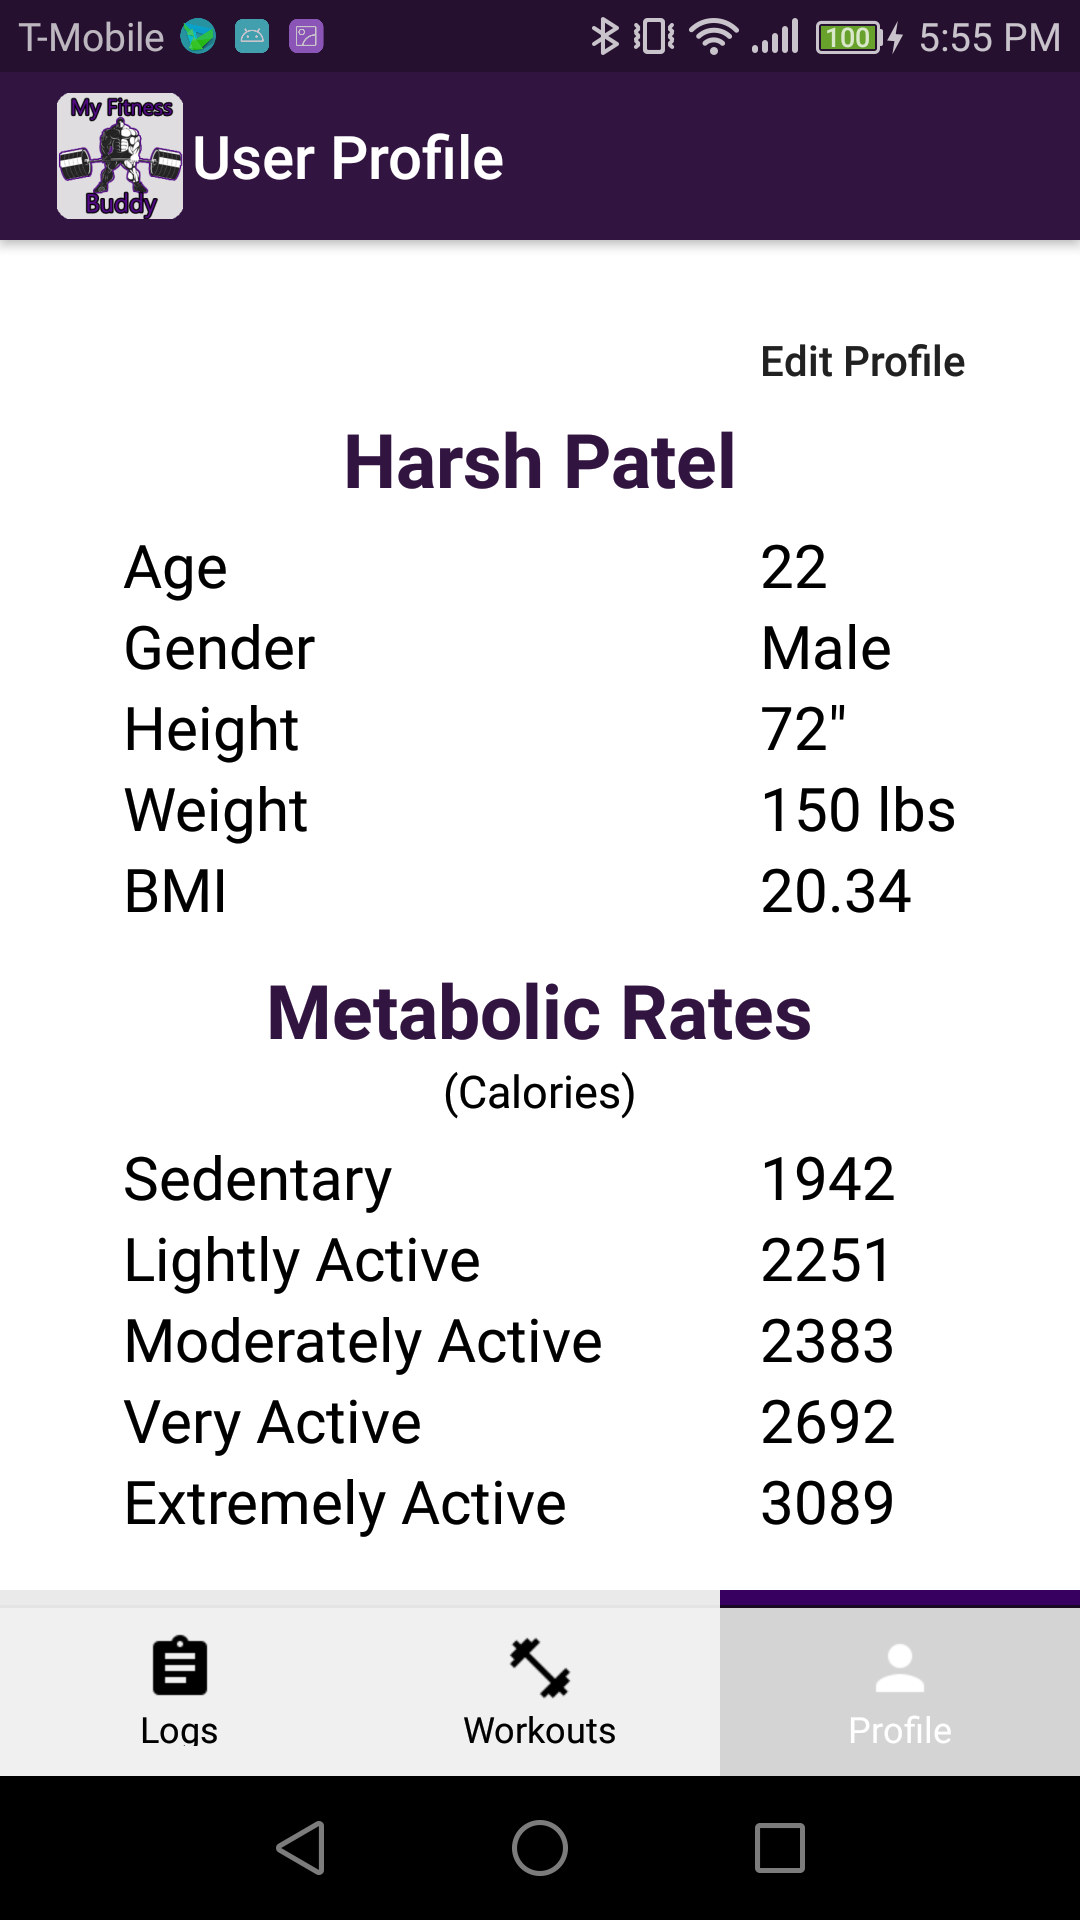 T-Mobile 100 5:55 PM
My Fitness
Buddy
User Profile
Edit Profile
Harsh Patel
Age 22
Gender Male
Height 72"
Weight 150 lbs
BMI 20.34
Metabolic Rates
(Calories)
Sedentary 1942
Lightly Active 2251
Moderately Active 2383
Very Active 2692
Extremely Active 3089
Logs Workouts Profile